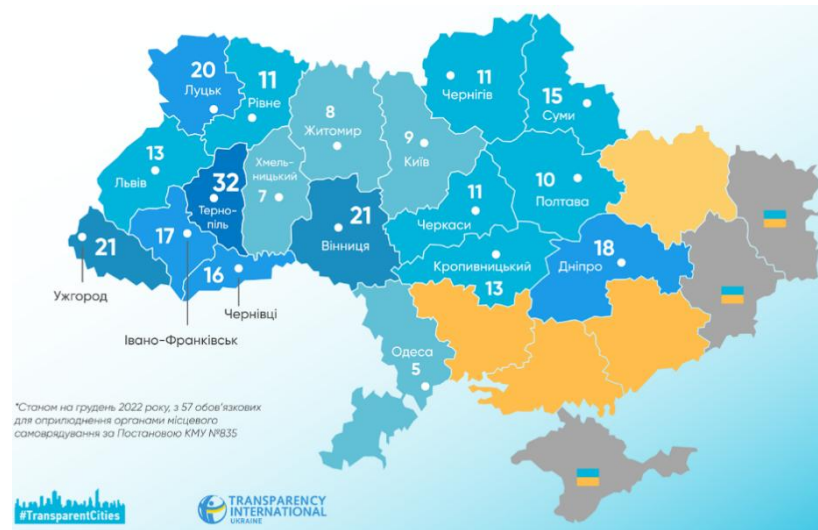 20
Луцьк
11
Рівне
11
Чернігів
15
Суми
8
Житомир
9
Київ
13
Львів
32
Терно-
піль
Хмель-
ницький
7
21
Вінниця
11
Черкаси
10
Полтава
21
17
16
Кропивницький
13
18
Дніпро
Ужгород
Чернівці
Івано-Франківськ
Одеса
5
*Станом на грудень 2022 року, з 57 обов'язкових
для оприлюднення органами місцевого
самоврядування за Постановою КМУ №835
#TransparentCities
TRANSPARENCY
INTERNATIONAL
UKRAINE